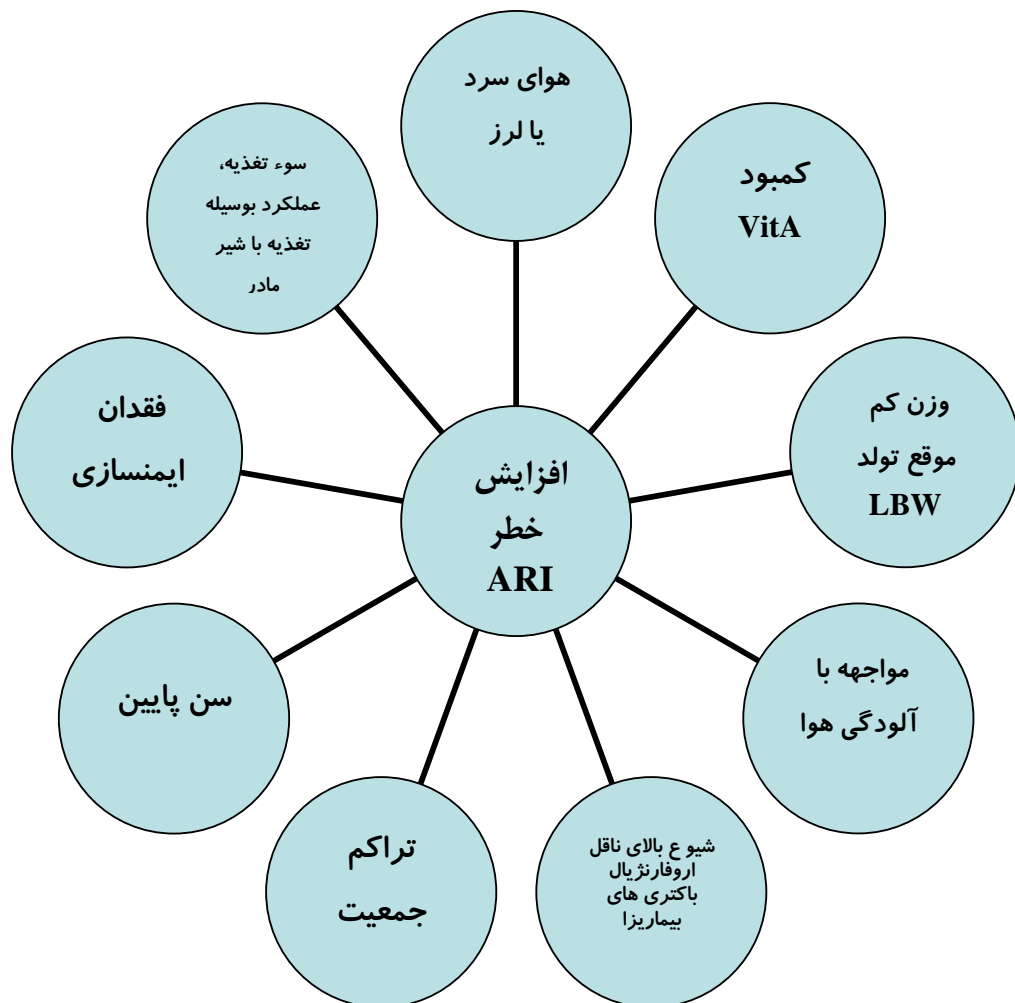 هوای سرد
یا لرز
کمبود
VitA
وزن کم
موقع تولد
LBW
مواجهه با
آلودگی هوا
شیو ع بالای ناقل
اروفارنژیال
باکتری های
بیماریزا
تراکم
جمعیت
سن پایین
فقدان
ایمنسازی
سوء تغذیه،
عملکرد بوسیله
تغذیه با شیر
مادر
افزایش
خطر
ARI